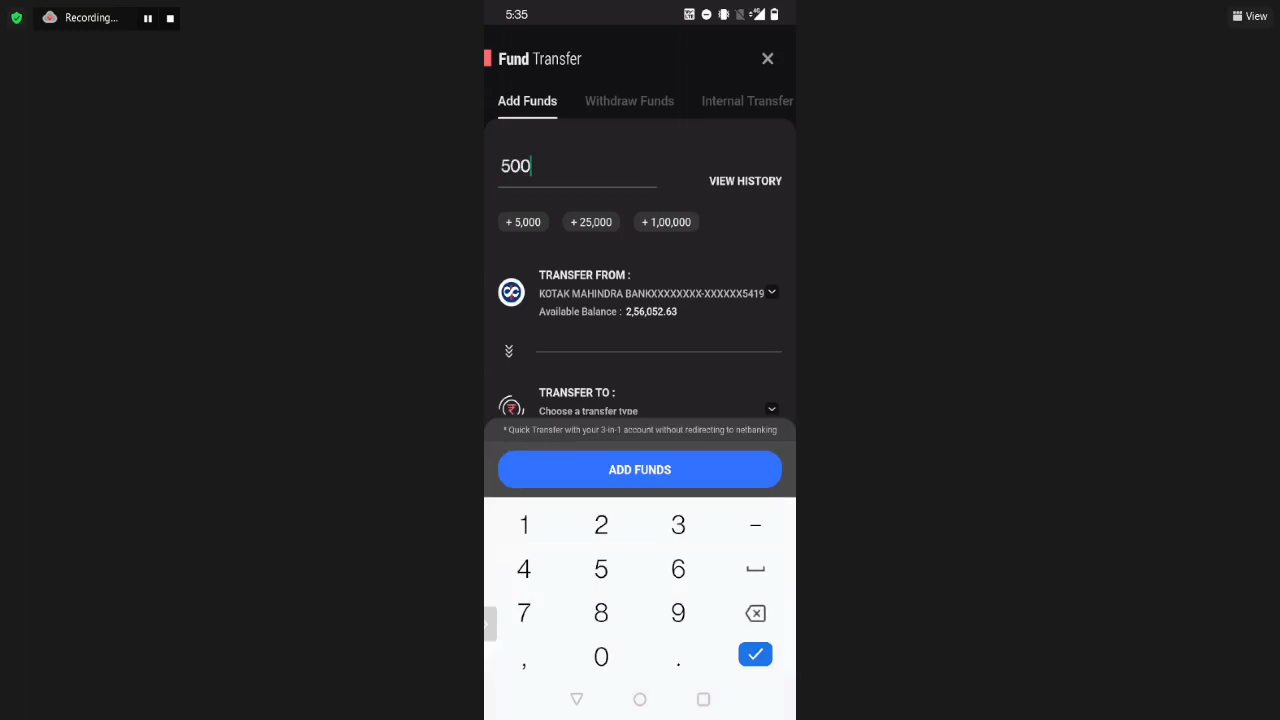 Recording...
View
5:35
Fund Transfer
Add Funds Withdraw Funds Internal Transfer
500
VIEW HISTORY
+ 5,000 + 25,000 + 1,00,000
TRANSFER FROM :
KOTAK MAHINDRA BANKXXXXXXXX-XXXXXX5419
Available Balance : 2,56,052.63
TRANSFER TO :
Choose a transfer type
* Quick Transfer with your 3-in-1 account without redirecting to netbanking
ADD FUNDS
1 2 3 –
4 5 6
7 8 9
, 0 .